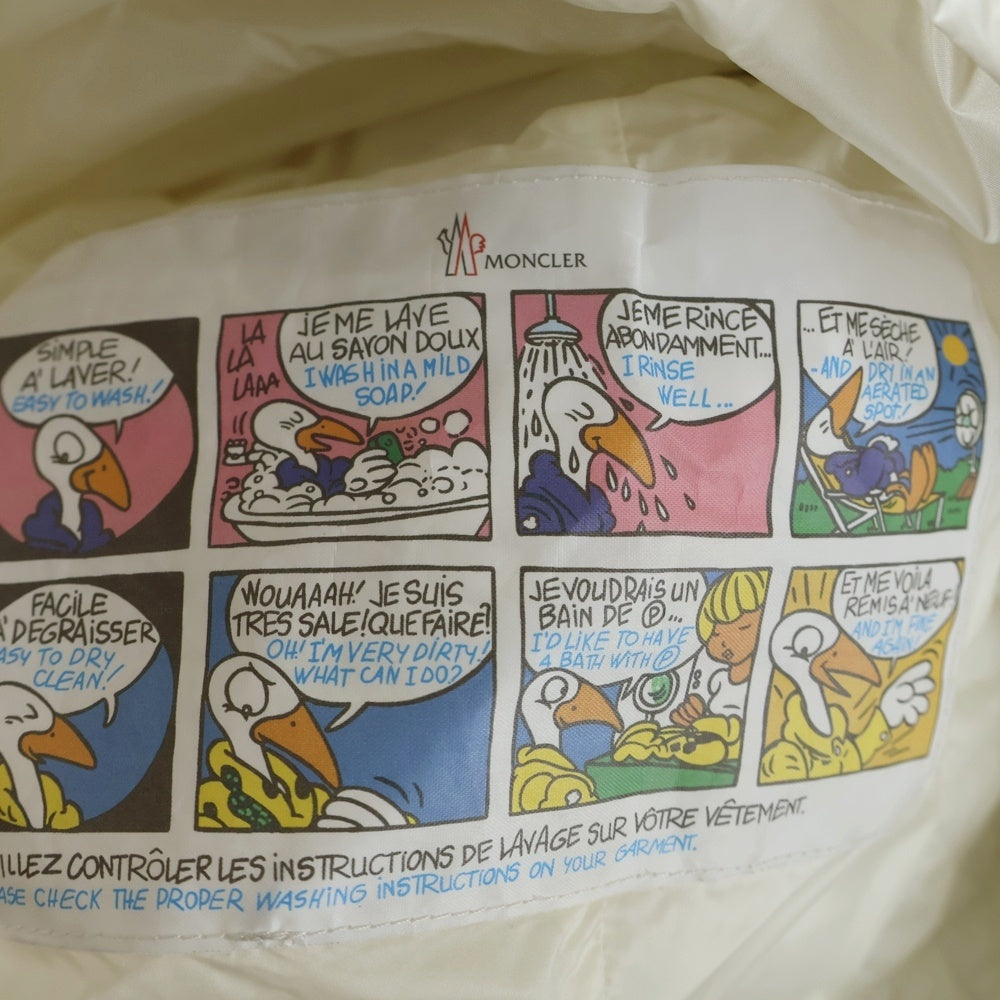 MONCLER
SIMPLE
A' LAVER!
EASY TO WASH!
LA
LÀ
LAAA
JE ME LAVE
AU SAVON DOUX
I WASH IN A MILD
SOAP!
JE ME RINCE
ABONDAMMENT...
I RINSE
WELL...
...ET ME SÈCHE
A' L'AIR!
-AND DRY IN AN
AERATED
SPOT!
FACILE
A' DEGRAISSER
ASY TO DRY
CLEAN!
WOUAAAH! JE SUIS
TRES SALE! QUE FAIRE?
OH! I'M VERY DIRTY!
WHAT CAN I DO?
JE VOUDRAIS UN
BAIN DE Ⓟ...
I'D LIKE TO HAVE
A BATH WITH Ⓟ
ET ME VOILA
REMIS A' NEUF
AND I'M FINE
AGAIN!
ILLEZ CONTRÔLER LES INSTRUCTIONS DE LAVAGE SUR VÔTRE VÊTEMENT.
ASE CHECK THE PROPER WASHING INSTRUCTIONS ON YOUR GARMENT.